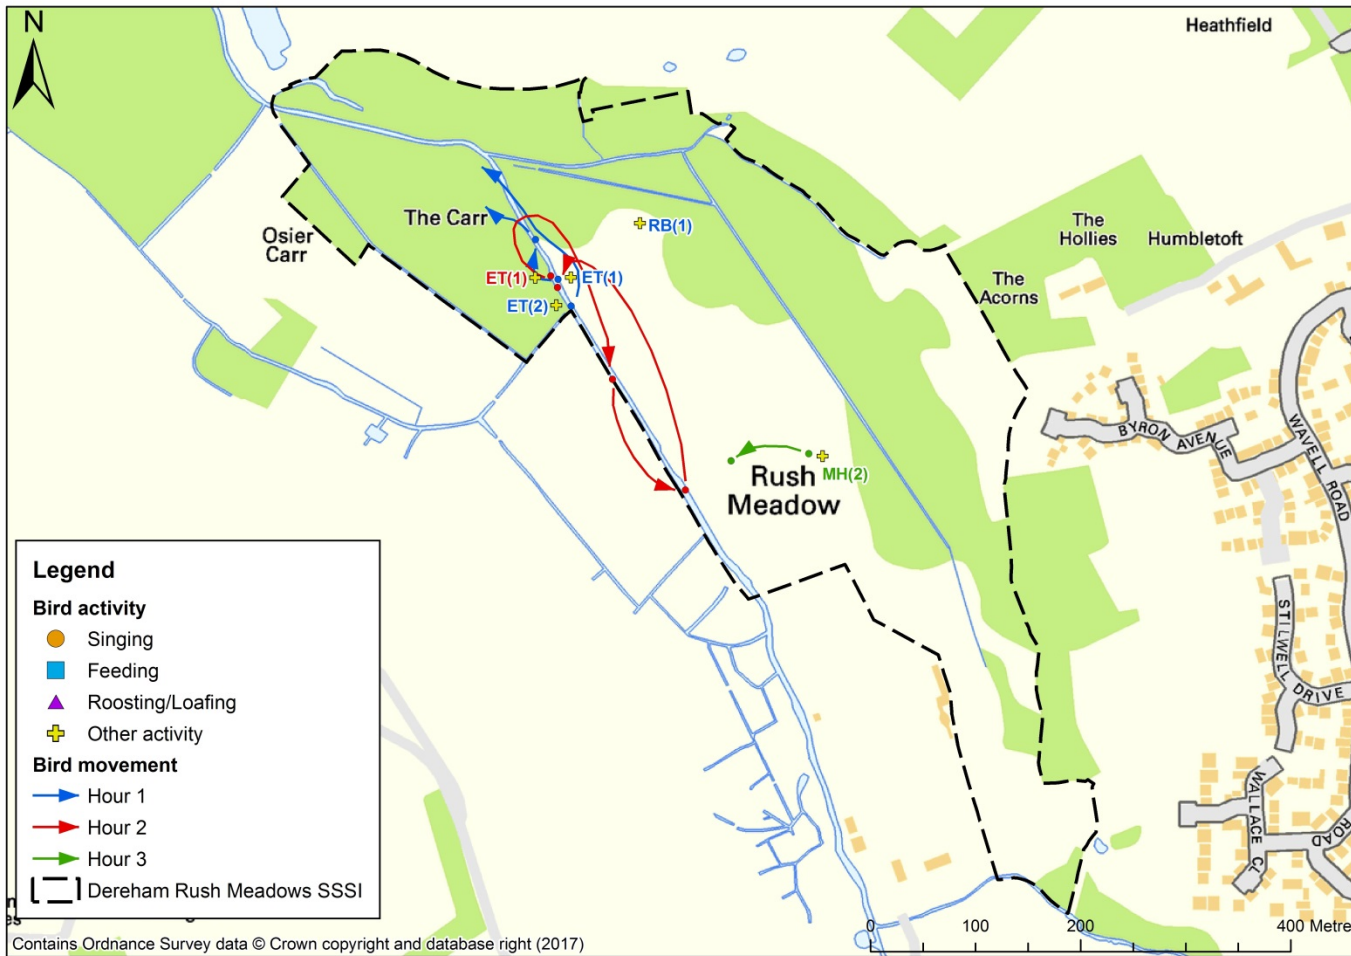 N
Heathfield
The Carr
RB(1)
The
Hollies
Humbletoft
Osier
Carr
ET(1)
ET(1)
The
Acorns
ET(2)
BYRON AVENUE
WAVELL ROAD
MH(2)
Rush
Meadow
STILWELL DRIVE
WALLACE CL
ROAD
Legend
Bird activity
Singing
Feeding
Roosting/Loafing
Other activity
Bird movement
Hour 1
Hour 2
Hour 3
Dereham Rush Meadows SSSI
0 100 200 400 Metre
Contains Ordnance Survey data © Crown copyright and database right (2017)